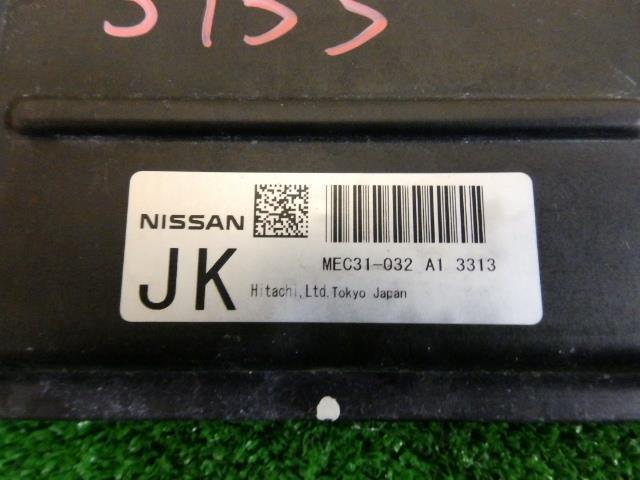 NISSAN
MEC31-032 A1 3313
JK
Hitachi,Ltd.Tokyo Japan